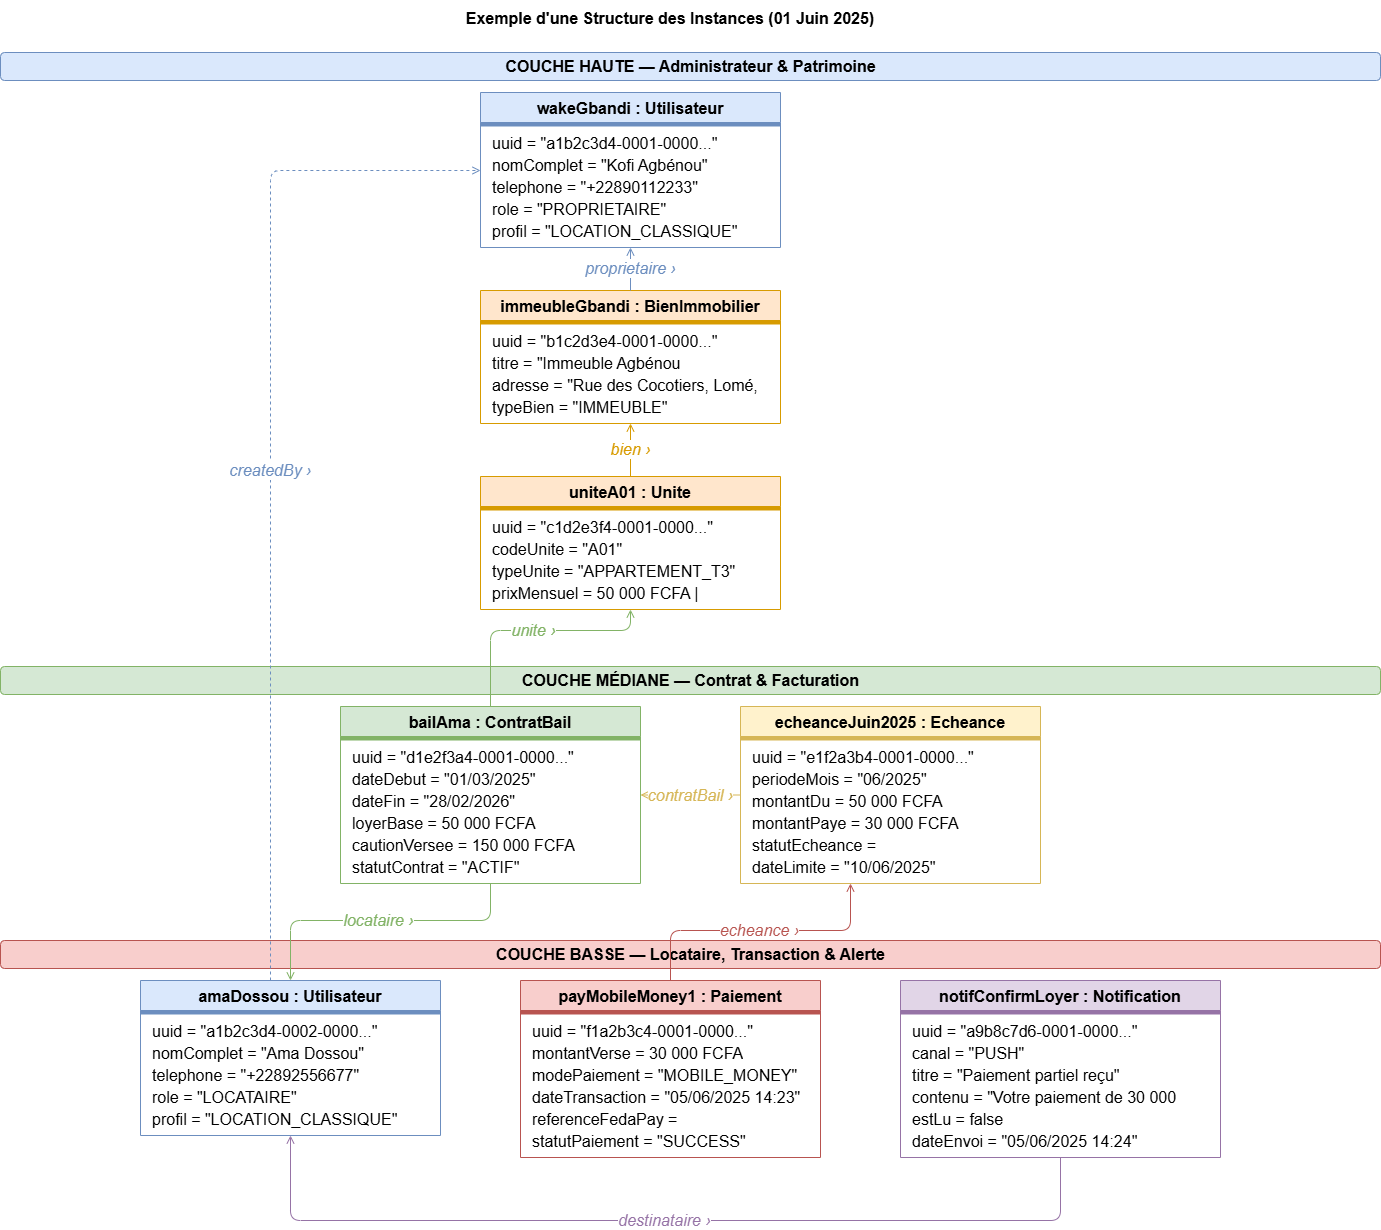 Exemple d'une Structure des Instances (01 Juin 2025)
COUCHE HAUTE — Administrateur & Patrimoine
wakeGbandi : Utilisateur
uuid = "a1b2c3d4-0001-0000..."
nomComplet = "Kofi Agbénou"
telephone = "+22890112233"
role = "PROPRIETAIRE"
profil = "LOCATION_CLASSIQUE"
proprietaire ›
immeubleGbandi : BienImmobilier
uuid = "b1c2d3e4-0001-0000..."
titre = "Immeuble Agbénou
adresse = "Rue des Cocotiers, Lomé,
typeBien = "IMMEUBLE"
bien ›
createdBy ›
uniteA01 : Unite
uuid = "c1d2e3f4-0001-0000..."
codeUnite = "A01"
typeUnite = "APPARTEMENT_T3"
prixMensuel = 50 000 FCFA |
unite ›
COUCHE MÉDIANE — Contrat & Facturation
bailAma : ContratBail
uuid = "d1e2f3a4-0001-0000..."
dateDebut = "01/03/2025"
dateFin = "28/02/2026"
loyerBase = 50 000 FCFA
cautionVersee = 150 000 FCFA
statutContrat = "ACTIF"
contratBail ›
echeanceJuin2025 : Echeance
uuid = "e1f2a3b4-0001-0000..."
periodeMois = "06/2025"
montantDu = 50 000 FCFA
montantPaye = 30 000 FCFA
statutEcheance =
dateLimite = "10/06/2025"
locataire ›
echeance ›
COUCHE BASSE — Locataire, Transaction & Alerte
amaDossou : Utilisateur
uuid = "a1b2c3d4-0002-0000..."
nomComplet = "Ama Dossou"
telephone = "+22892556677"
role = "LOCATAIRE"
profil = "LOCATION_CLASSIQUE"
payMobileMoney1 : Paiement
uuid = "f1a2b3c4-0001-0000..."
montantVerse = 30 000 FCFA
modePaiement = "MOBILE_MONEY"
dateTransaction = "05/06/2025 14:23"
referenceFedaPay =
statutPaiement = "SUCCESS"
notifConfirmLoyer : Notification
uuid = "a9b8c7d6-0001-0000..."
canal = "PUSH"
titre = "Paiement partiel reçu"
contenu = "Votre paiement de 30 000
estLu = false
dateEnvoi = "05/06/2025 14:24"
destinataire ›